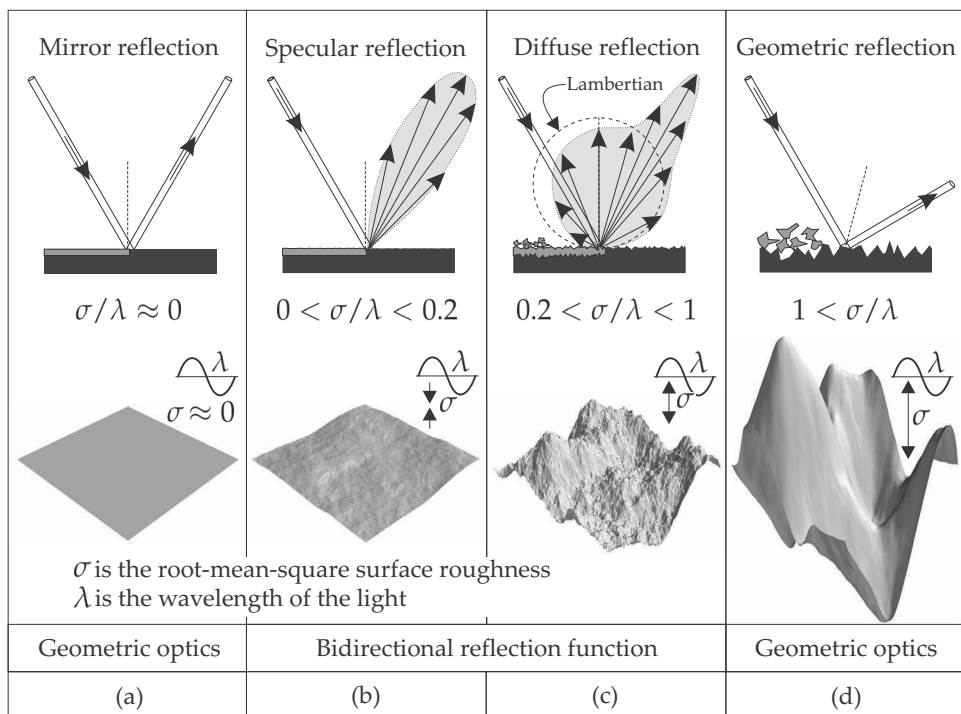 Mirror reflection
Specular reflection
Diffuse reflection
Geometric reflection
Lambertian
σ/λ ≈ 0
0 < σ/λ < 0.2
0.2 < σ/λ < 1
1 < σ/λ
λ
σ ≈ 0
λ
σ
λ
σ
λ
σ
σ is the root-mean-square surface roughness
λ is the wavelength of the light
Geometric optics
Bidirectional reflection function
Geometric optics
(a)
(b)
(c)
(d)